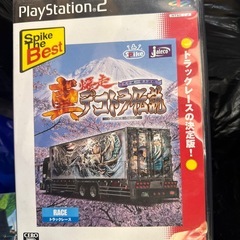 PlayStation 2
Spike The Best
Spike
Jaleco
真 爆走デコトラ伝説
トラックレースの決定版!
RACE
トラックレース
CERO